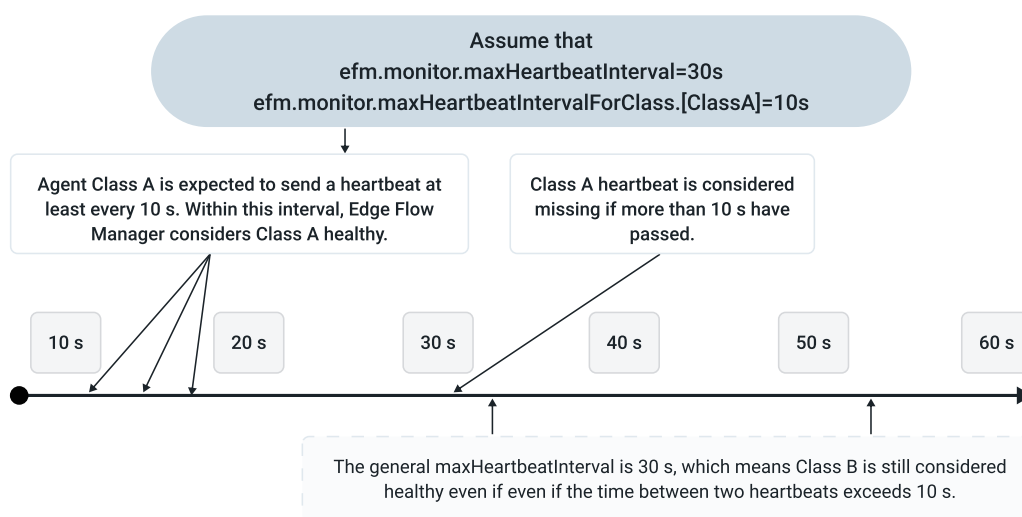 Assume that
efm.monitor.maxHeartbeatInterval=30s
efm.monitor.maxHeartbeatIntervalForClass.[ClassA]=10s
Agent Class A is expected to send a heartbeat at
least every 10 s. Within this interval, Edge Flow
Manager considers Class A healthy.
Class A heartbeat is considered
missing if more than 10 s have
passed.
10 s
20 s
30 s
40 s
50 s
60 s
The general maxHeartbeatInterval is 30 s, which means Class B is still considered
healthy even if even if the time between two heartbeats exceeds 10 s.